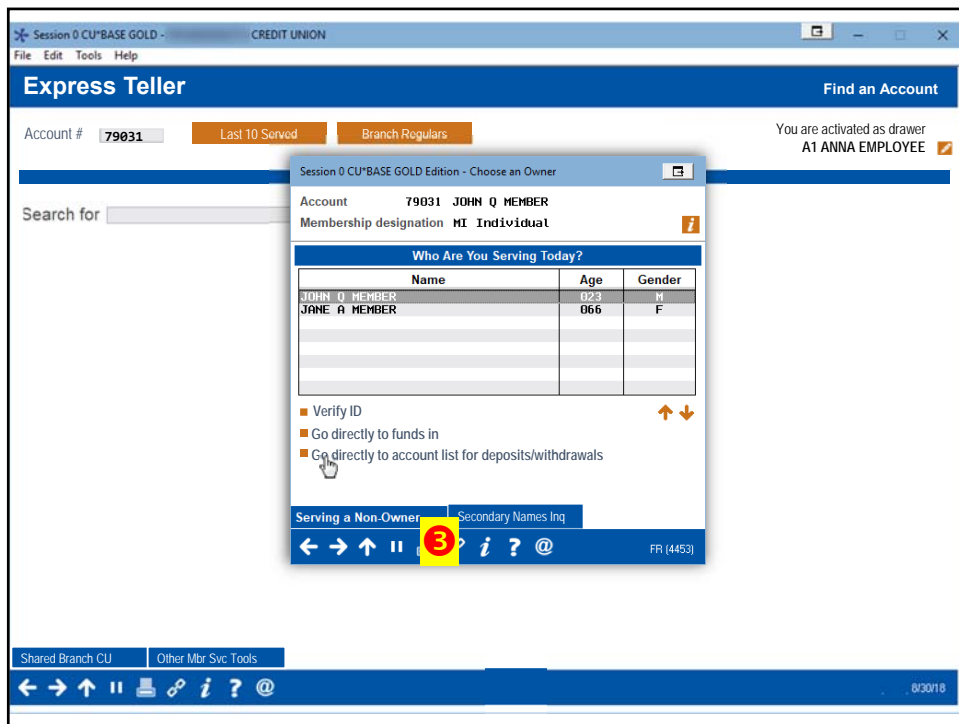 Session 0 CU*BASE GOLD - CREDIT UNION
File Edit Tools Help
Express Teller Find an Account
Account # 79031 Last 10 Served Branch Regulars You are activated as drawer
A1 ANNA EMPLOYEE
Search for
Session 0 CU*BASE GOLD Edition - Choose an Owner
Account 79031 JOHN Q MEMBER
Membership designation MI Individual
Who Are You Serving Today?
Name Age Gender
JOHN Q MEMBER 023 M
JANE A MEMBER 066 F
Verify ID
Go directly to funds in
Go directly to account list for deposits/withdrawals
Serving a Non-Owner Secondary Names Inq
3
i ? @ FR (4453)
Shared Branch CU Other Mbr Svc Tools
i ? @ 8/30/18